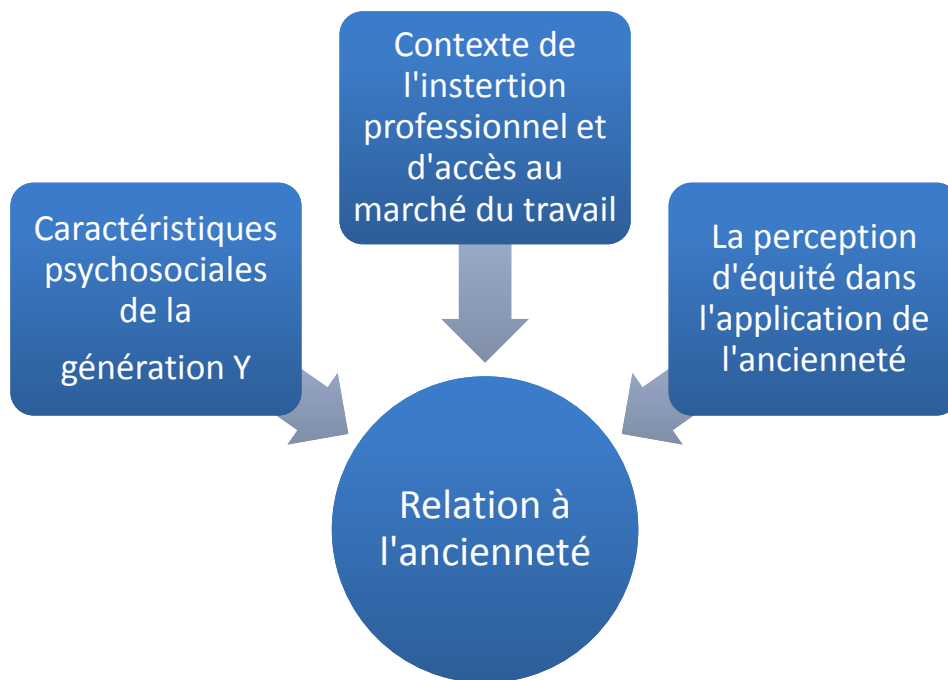 Caractéristiques
psychosociales
de la
génération Y
Contexte de
l'instertion
professionnel et
d'accès au
marché du travail
La perception
d'équité dans
l'application de
l'ancienneté
Relation à
l'ancienneté